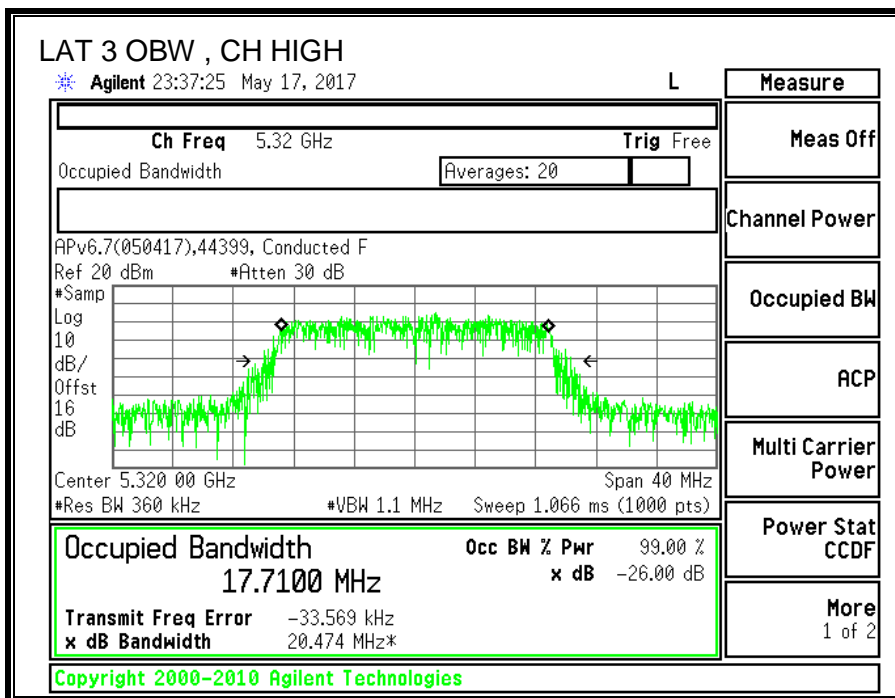 LAT 3 OBW , CH HIGH
Agilent 23:37:25 May 17, 2017 L Measure
Ch Freq 5.32 GHz Trig Free
Occupied Bandwidth Averages: 20
Meas Off
Channel Power
Occupied BW
ACP
Multi Carrier
Power
Power Stat
CCDF
More
1 of 2
APv6.7(050417),44399, Conducted F
Ref 20 dBm #Atten 30 dB
#Samp
Log
10
dB/
Offst
16
dB
Center 5.320 00 GHz Span 40 MHz
#Res BW 360 kHz #VBW 1.1 MHz Sweep 1.066 ms (1000 pts)
Occupied Bandwidth Occ BW % Pwr 99.00 %
17.7100 MHz x dB -26.00 dB
Transmit Freq Error -33.569 kHz
x dB Bandwidth 20.474 MHz*
Copyright 2000-2010 Agilent Technologies